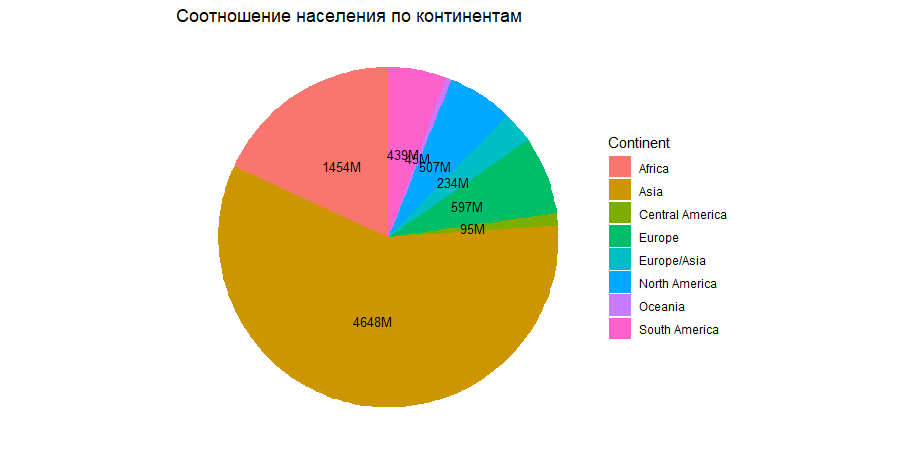 Соотношение населения по континентам
439M
45M
507M
1454M
234M
597M
95M
4648M
Continent
Africa
Asia
Central America
Europe
Europe/Asia
North America
Oceania
South America